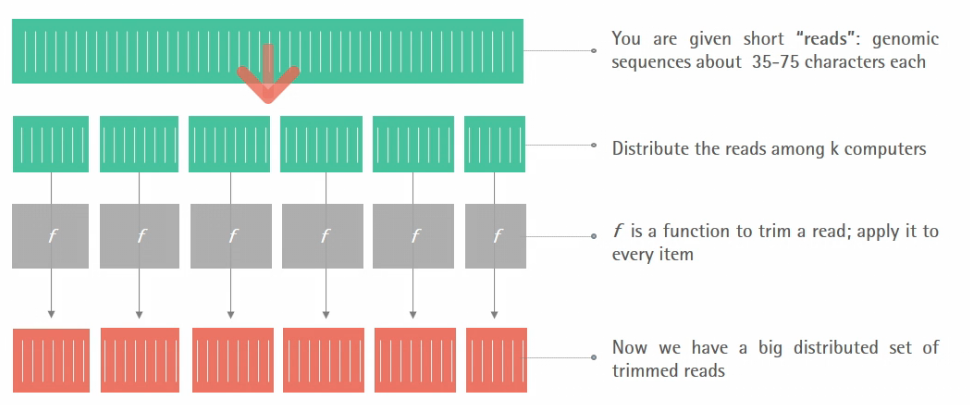 You are given short “reads”: genomic
sequences about 35-75 characters each
Distribute the reads among k computers
f f f f f f
f is a function to trim a read; apply it to
every item
Now we have a big distributed set of
trimmed reads